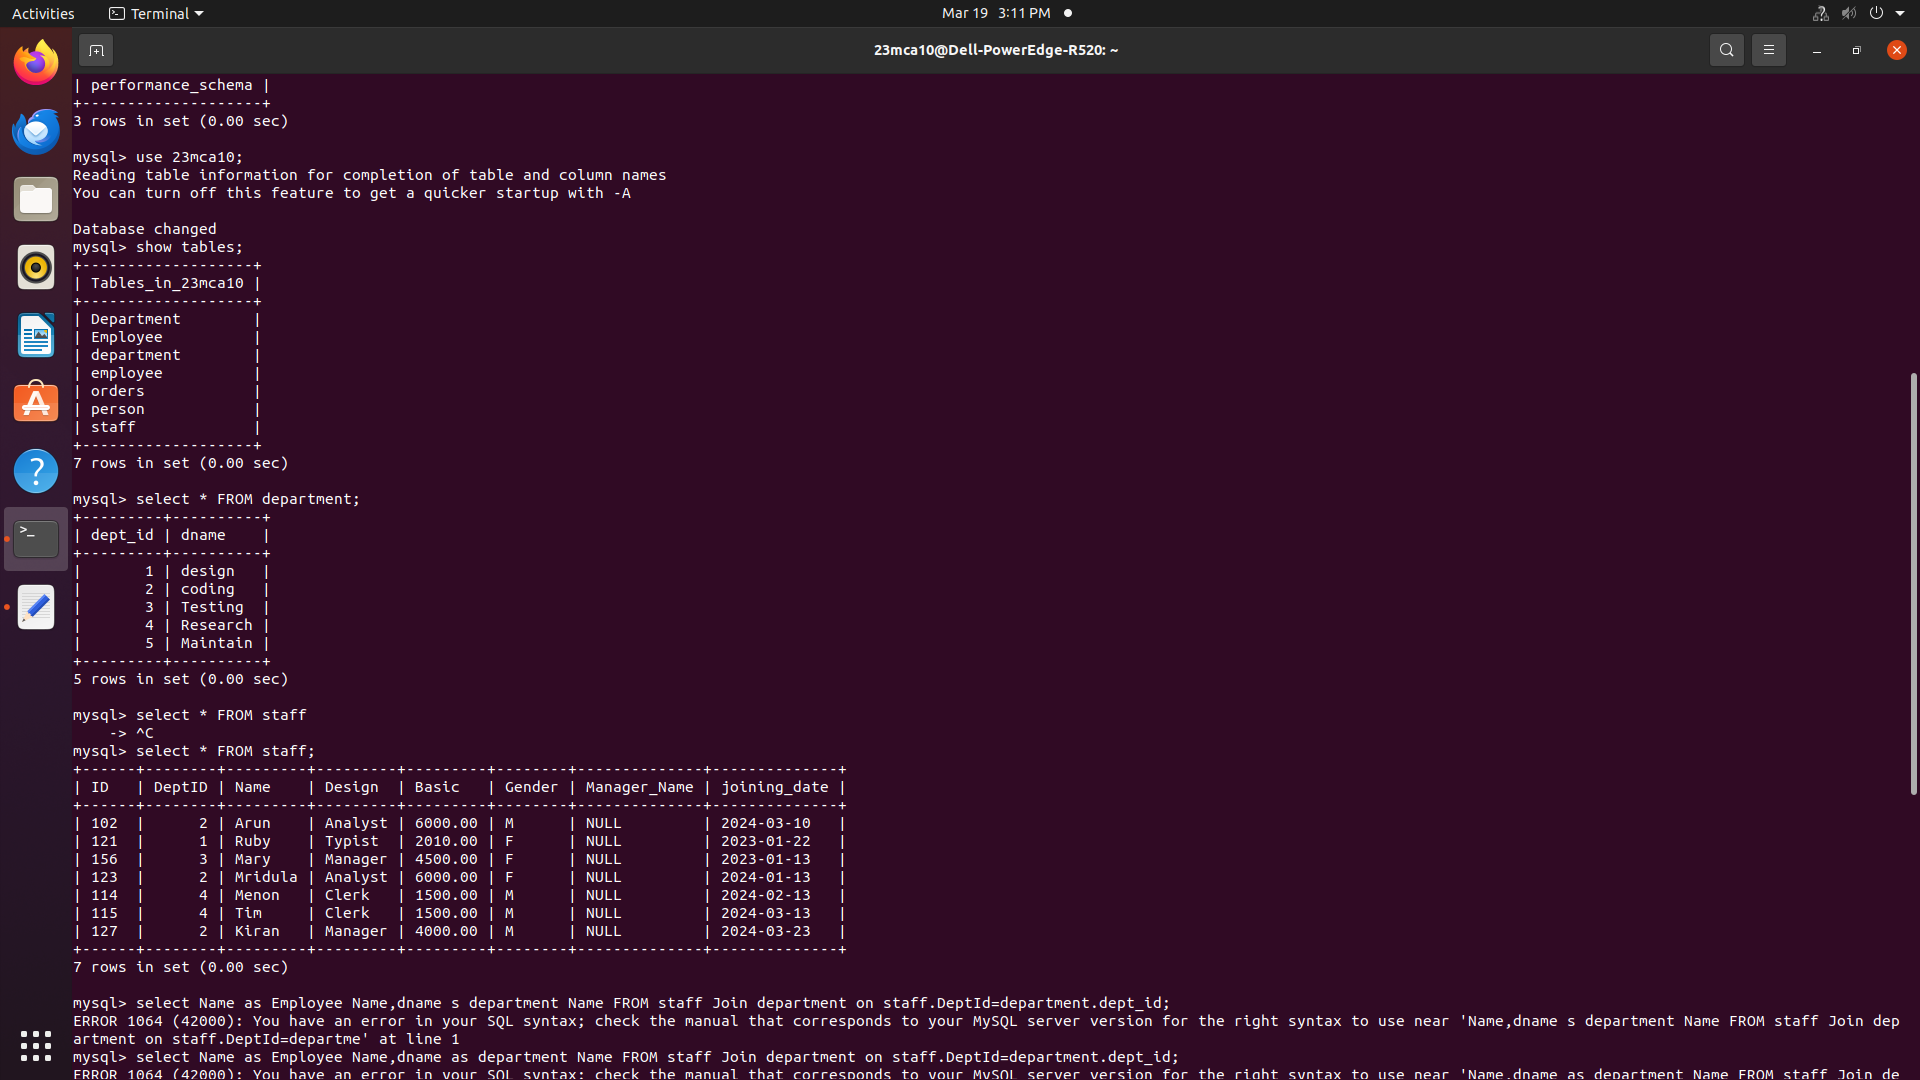 Activities Terminal Mar 19 3:11 PM
23mca10@Dell-PowerEdge-R520: ~
| performance_schema |
+--------------------+
3 rows in set (0.00 sec)
mysql> use 23mca10;
Reading table information for completion of table and column names
You can turn off this feature to get a quicker startup with -A
Database changed
mysql> show tables;
+-------------------+
| Tables_in_23mca10 |
+-------------------+
| Department        |
| Employee          |
| department        |
| employee          |
| orders            |
| person            |
| staff             |
+-------------------+
7 rows in set (0.00 sec)
mysql> select * FROM department;
+---------+----------+
| dept_id | dname    |
+---------+----------+
|       1 | design   |
|       2 | coding   |
|       3 | Testing  |
|       4 | Research |
|       5 | Maintain |
+---------+----------+
5 rows in set (0.00 sec)
mysql> select * FROM staff
    -> ^C
mysql> select * FROM staff;
+------+--------+---------+---------+---------+--------+--------------+--------------+
| ID   | DeptID | Name    | Design  | Basic   | Gender | Manager_Name | joining_date |
+------+--------+---------+---------+---------+--------+--------------+--------------+
| 102  |      2 | Arun    | Analyst | 6000.00 | M      | NULL         | 2024-03-10   |
| 121  |      1 | Ruby    | Typist  | 2010.00 | F      | NULL         | 2023-01-22   |
| 156  |      3 | Mary    | Manager | 4500.00 | F      | NULL         | 2023-01-13   |
| 123  |      2 | Mridula | Analyst | 6000.00 | F      | NULL         | 2024-01-13   |
| 114  |      4 | Menon   | Clerk   | 1500.00 | M      | NULL         | 2024-02-13   |
| 115  |      4 | Tim     | Clerk   | 1500.00 | M      | NULL         | 2024-03-13   |
| 127  |      2 | Kiran   | Manager | 4000.00 | M      | NULL         | 2024-03-23   |
+------+--------+---------+---------+---------+--------+--------------+--------------+
7 rows in set (0.00 sec)
mysql> select Name as Employee Name,dname s department Name FROM staff Join department on staff.DeptId=department.dept_id;
ERROR 1064 (42000): You have an error in your SQL syntax; check the manual that corresponds to your MySQL server version for the right syntax to use near 'Name,dname s department Name FROM staff Join dep
artment on staff.DeptId=departme' at line 1
mysql> select Name as Employee Name,dname as department Name FROM staff Join department on staff.DeptId=department.dept_id;
ERROR 1064 (42000): You have an error in your SQL syntax; check the manual that corresponds to your MySQL server version for the right syntax to use near 'Name,dname as department Name FROM staff Join de